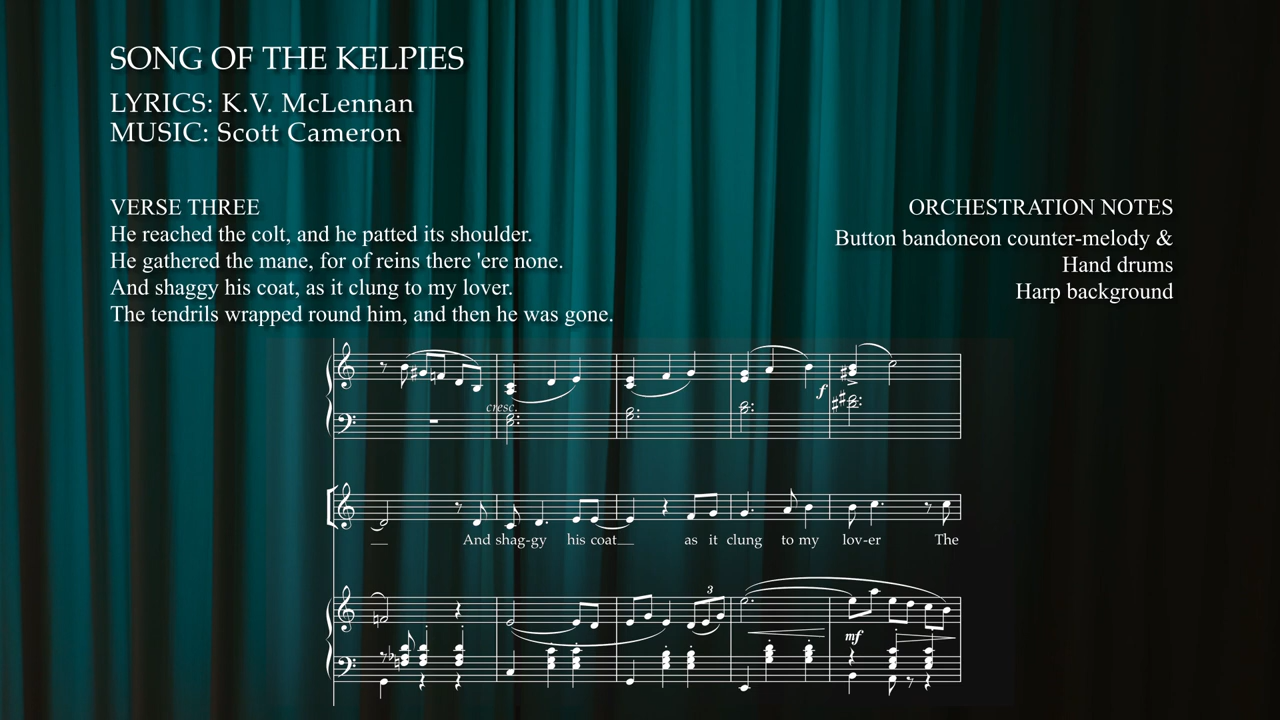 SONG OF THE KELPIES
LYRICS: K.V. McLennan
MUSIC: Scott Cameron
VERSE THREE
He reached the colt, and he patted its shoulder.
He gathered the mane, for of reins there 'ere none.
And shaggy his coat, as it clung to my lover.
The tendrils wrapped round him, and then he was gone.
ORCHESTRATION NOTES
Button bandoneon counter-melody &
Hand drums
Harp background
cresc.
f
And shag-gy his coat__ as it clung to my lov-er The
3
mf